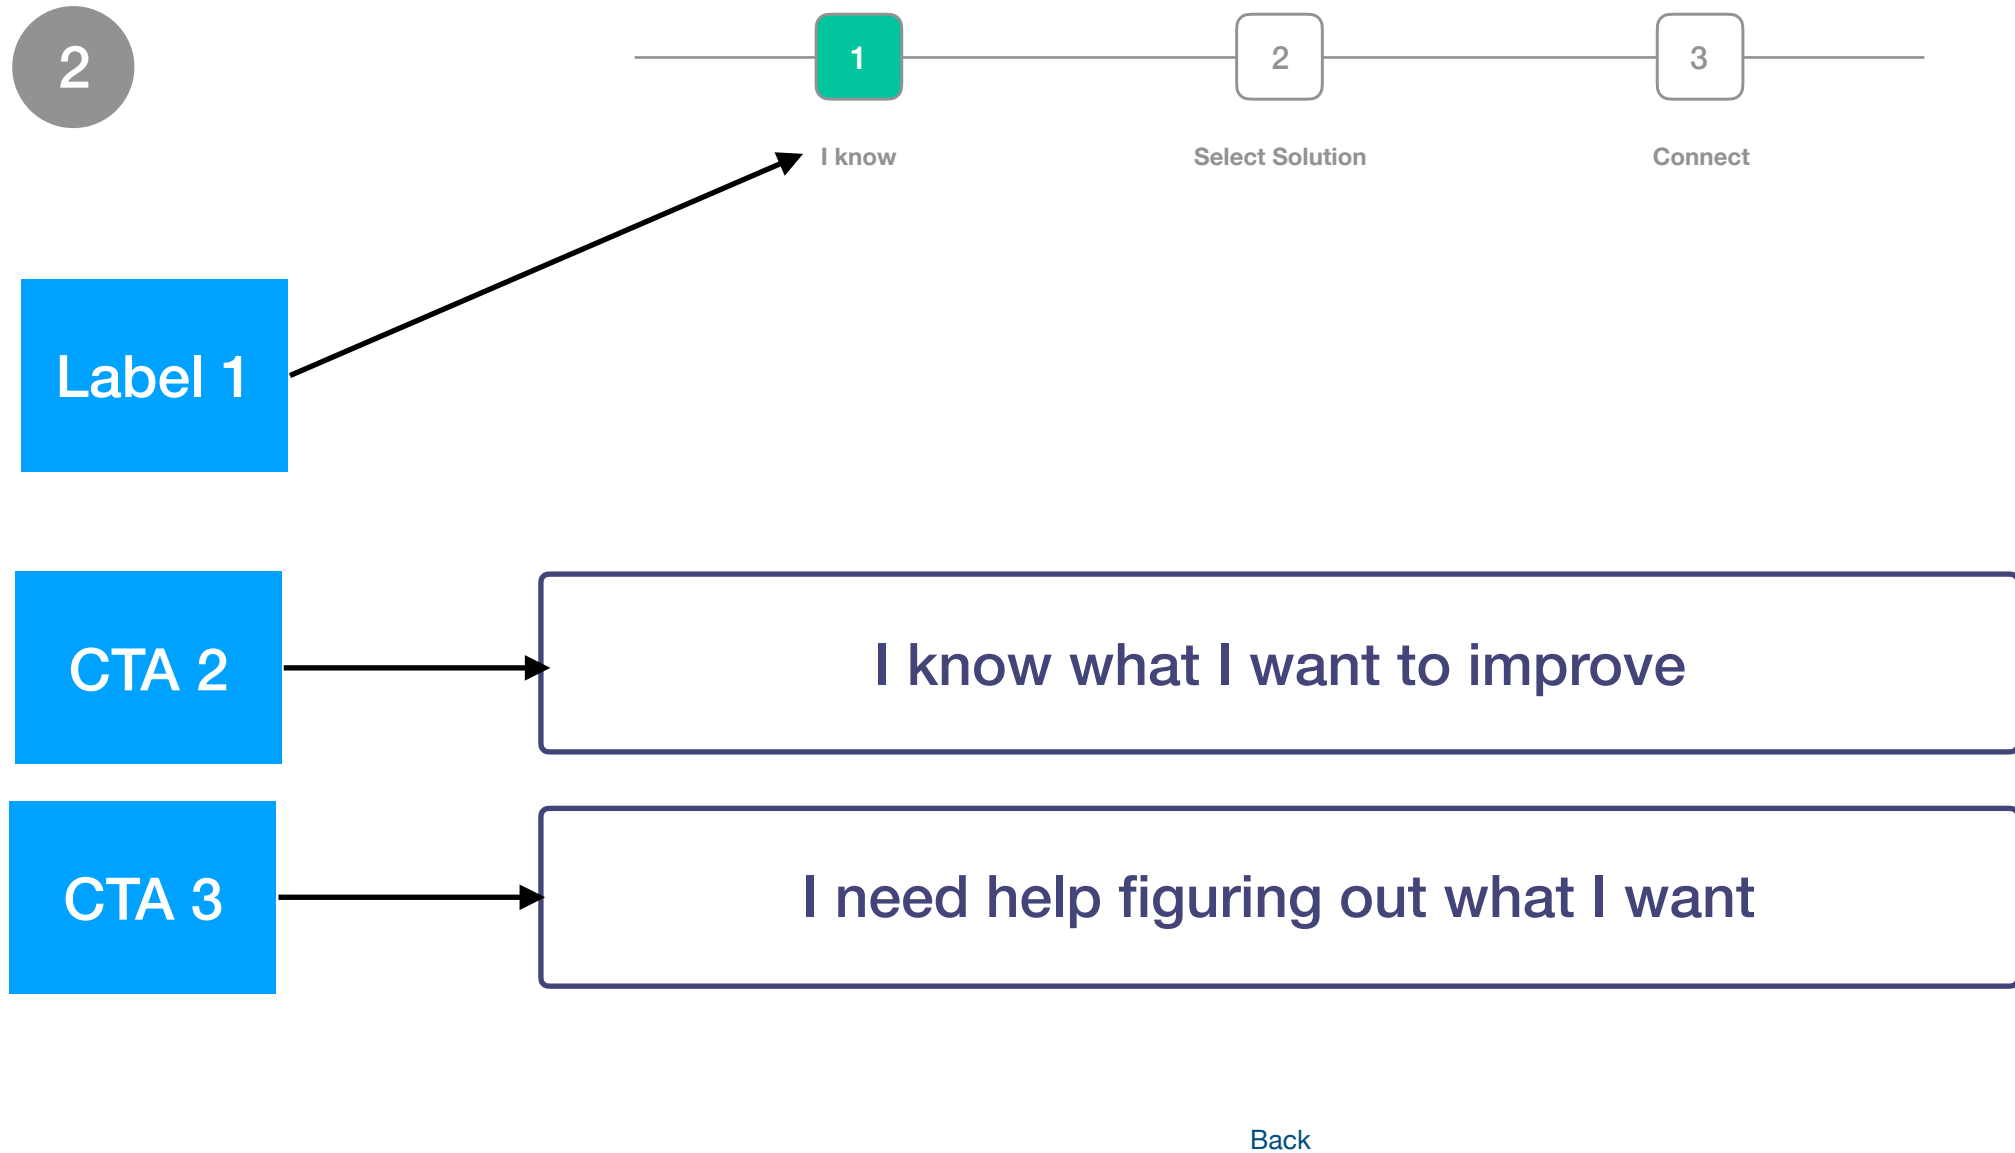 2
1
2
3
I know
Select Solution
Connect
Label 1
CTA 2
I know what I want to improve
CTA 3
I need help figuring out what I want
Back